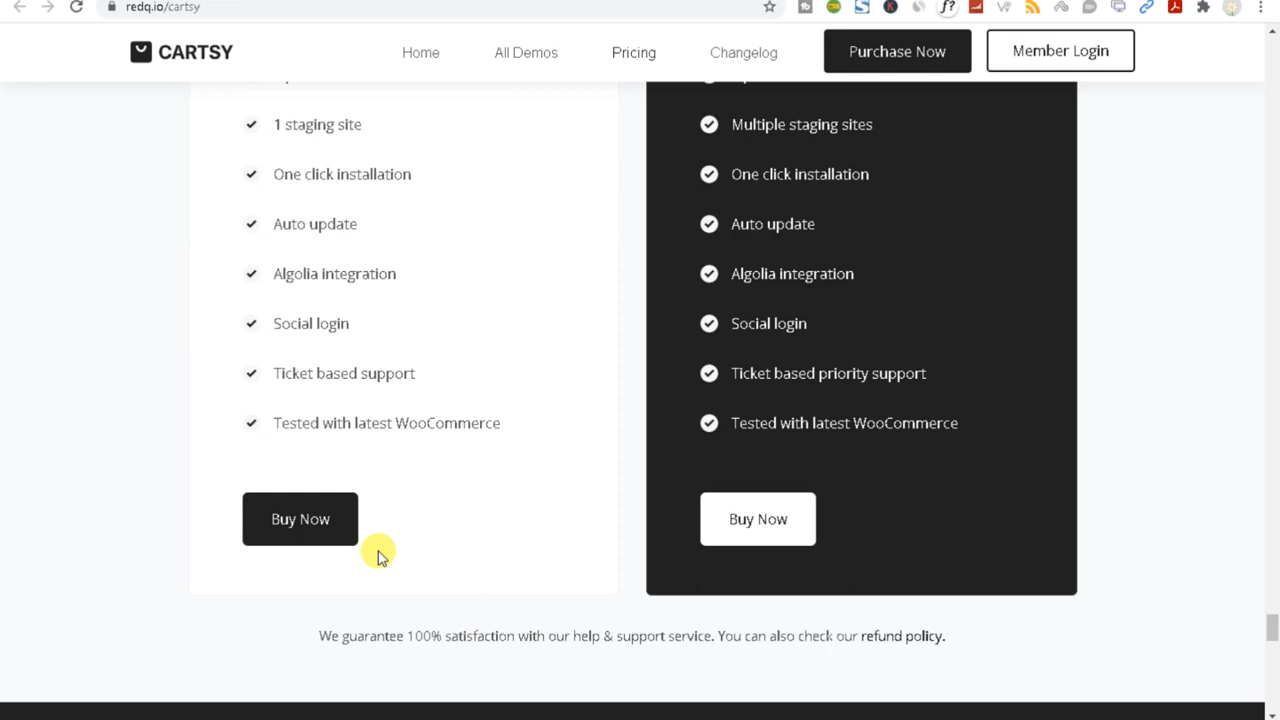 redq.io/cartsy
CARTSY
Home
All Demos
Pricing
Changelog
Purchase Now
Member Login
1 staging site
One click installation
Auto update
Algolia integration
Social login
Ticket based support
Tested with latest WooCommerce
Buy Now
Multiple staging sites
One click installation
Auto update
Algolia integration
Social login
Ticket based priority support
Tested with latest WooCommerce
Buy Now
We guarantee 100% satisfaction with our help & support service. You can also check our refund policy.